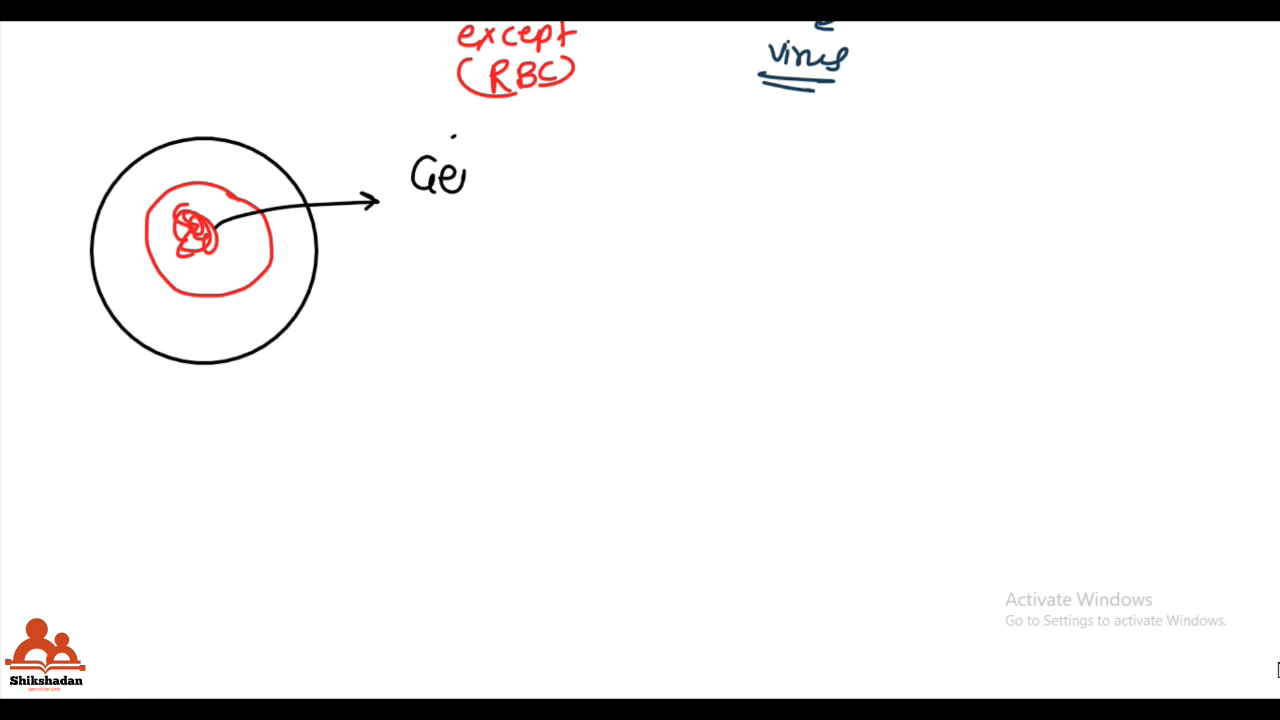 except
(RBC)
virus
Ge
Activate Windows
Go to Settings to activate Windows.
Shikshadan